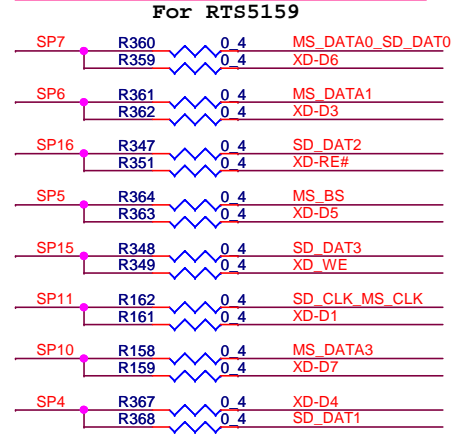 For RTS5159
SP7 R360 0_4 MS_DATA0_SD_DAT0
R359 0_4 XD-D6
SP6 R361 0_4 MS_DATA1
R362 0_4 XD-D3
SP16 R347 0_4 SD_DAT2
R351 0_4 XD-RE#
SP5 R364 0_4 MS_BS
R363 0_4 XD-D5
SP15 R348 0_4 SD_DAT3
R349 0_4 XD_WE
SP11 R162 0_4 SD_CLK_MS_CLK
R161 0_4 XD-D1
SP10 R158 0_4 MS_DATA3
R159 0_4 XD-D7
SP4 R367 0_4 XD-D4
R368 0_4 SD_DAT1